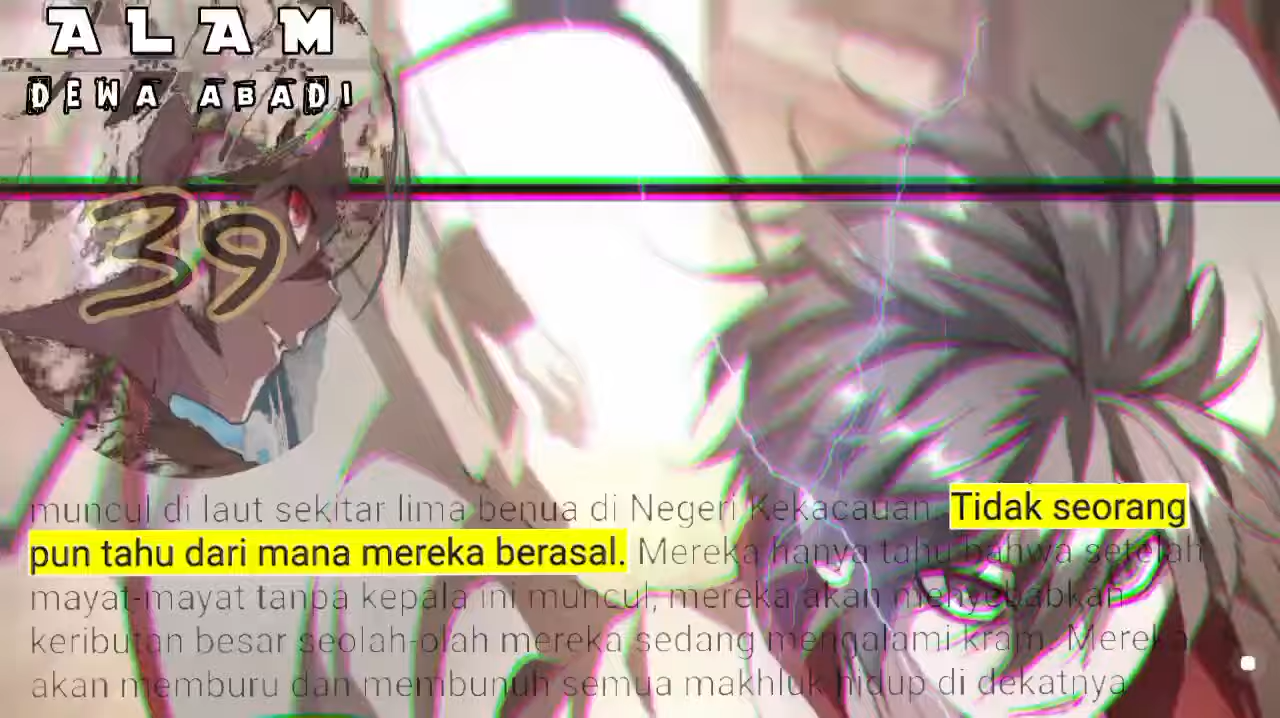 ALAM
DEWA ABADI
39
muncul di laut sekitar lima benua di Negeri Kekacauan. Tidak seorang
pun tahu dari mana mereka berasal. Mereka hanya tahu bahwa setelah
mayat-mayat tanpa kepala ini muncul, mereka akan menyebabkan
keributan besar seolah-olah mereka sedang mengalami kram. Mereka
akan memburu dan membunuh semua makhluk hidup di dekatnya